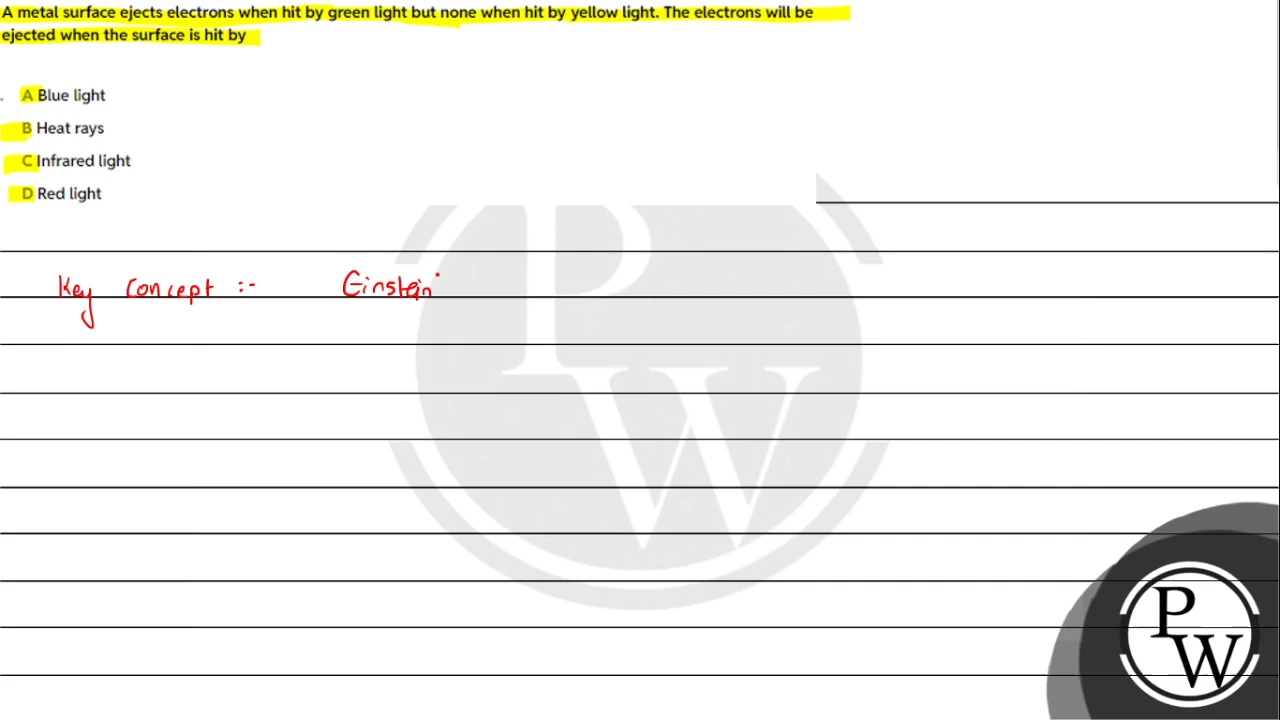 A metal surface ejects electrons when hit by green light but none when hit by yellow light. The electrons will be
ejected when the surface is hit by
. A Blue light
B Heat rays
C Infrared light
D Red light
Key concept :- Einstein'
P
W
P
W